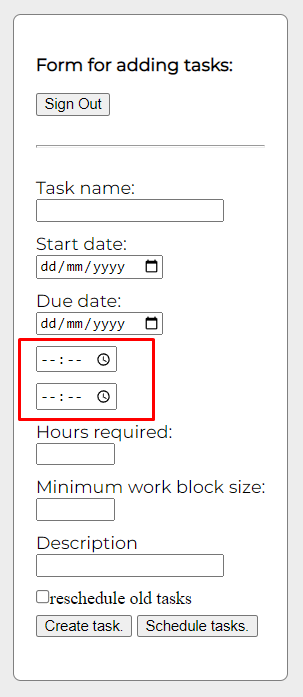 Form for adding tasks:
Sign Out
Task name:
Start date:
dd/mm/yyyy
Due date:
dd/mm/yyyy
--:--
--:--
Hours required:
Minimum work block size:
Description
reschedule old tasks
Create task. Schedule tasks.